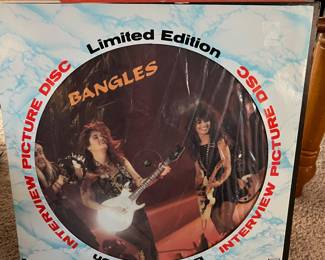 Limited Edition
INTERVIEW PICTURE DISC
BANGLES
INTERVIEW PICTURE DISC